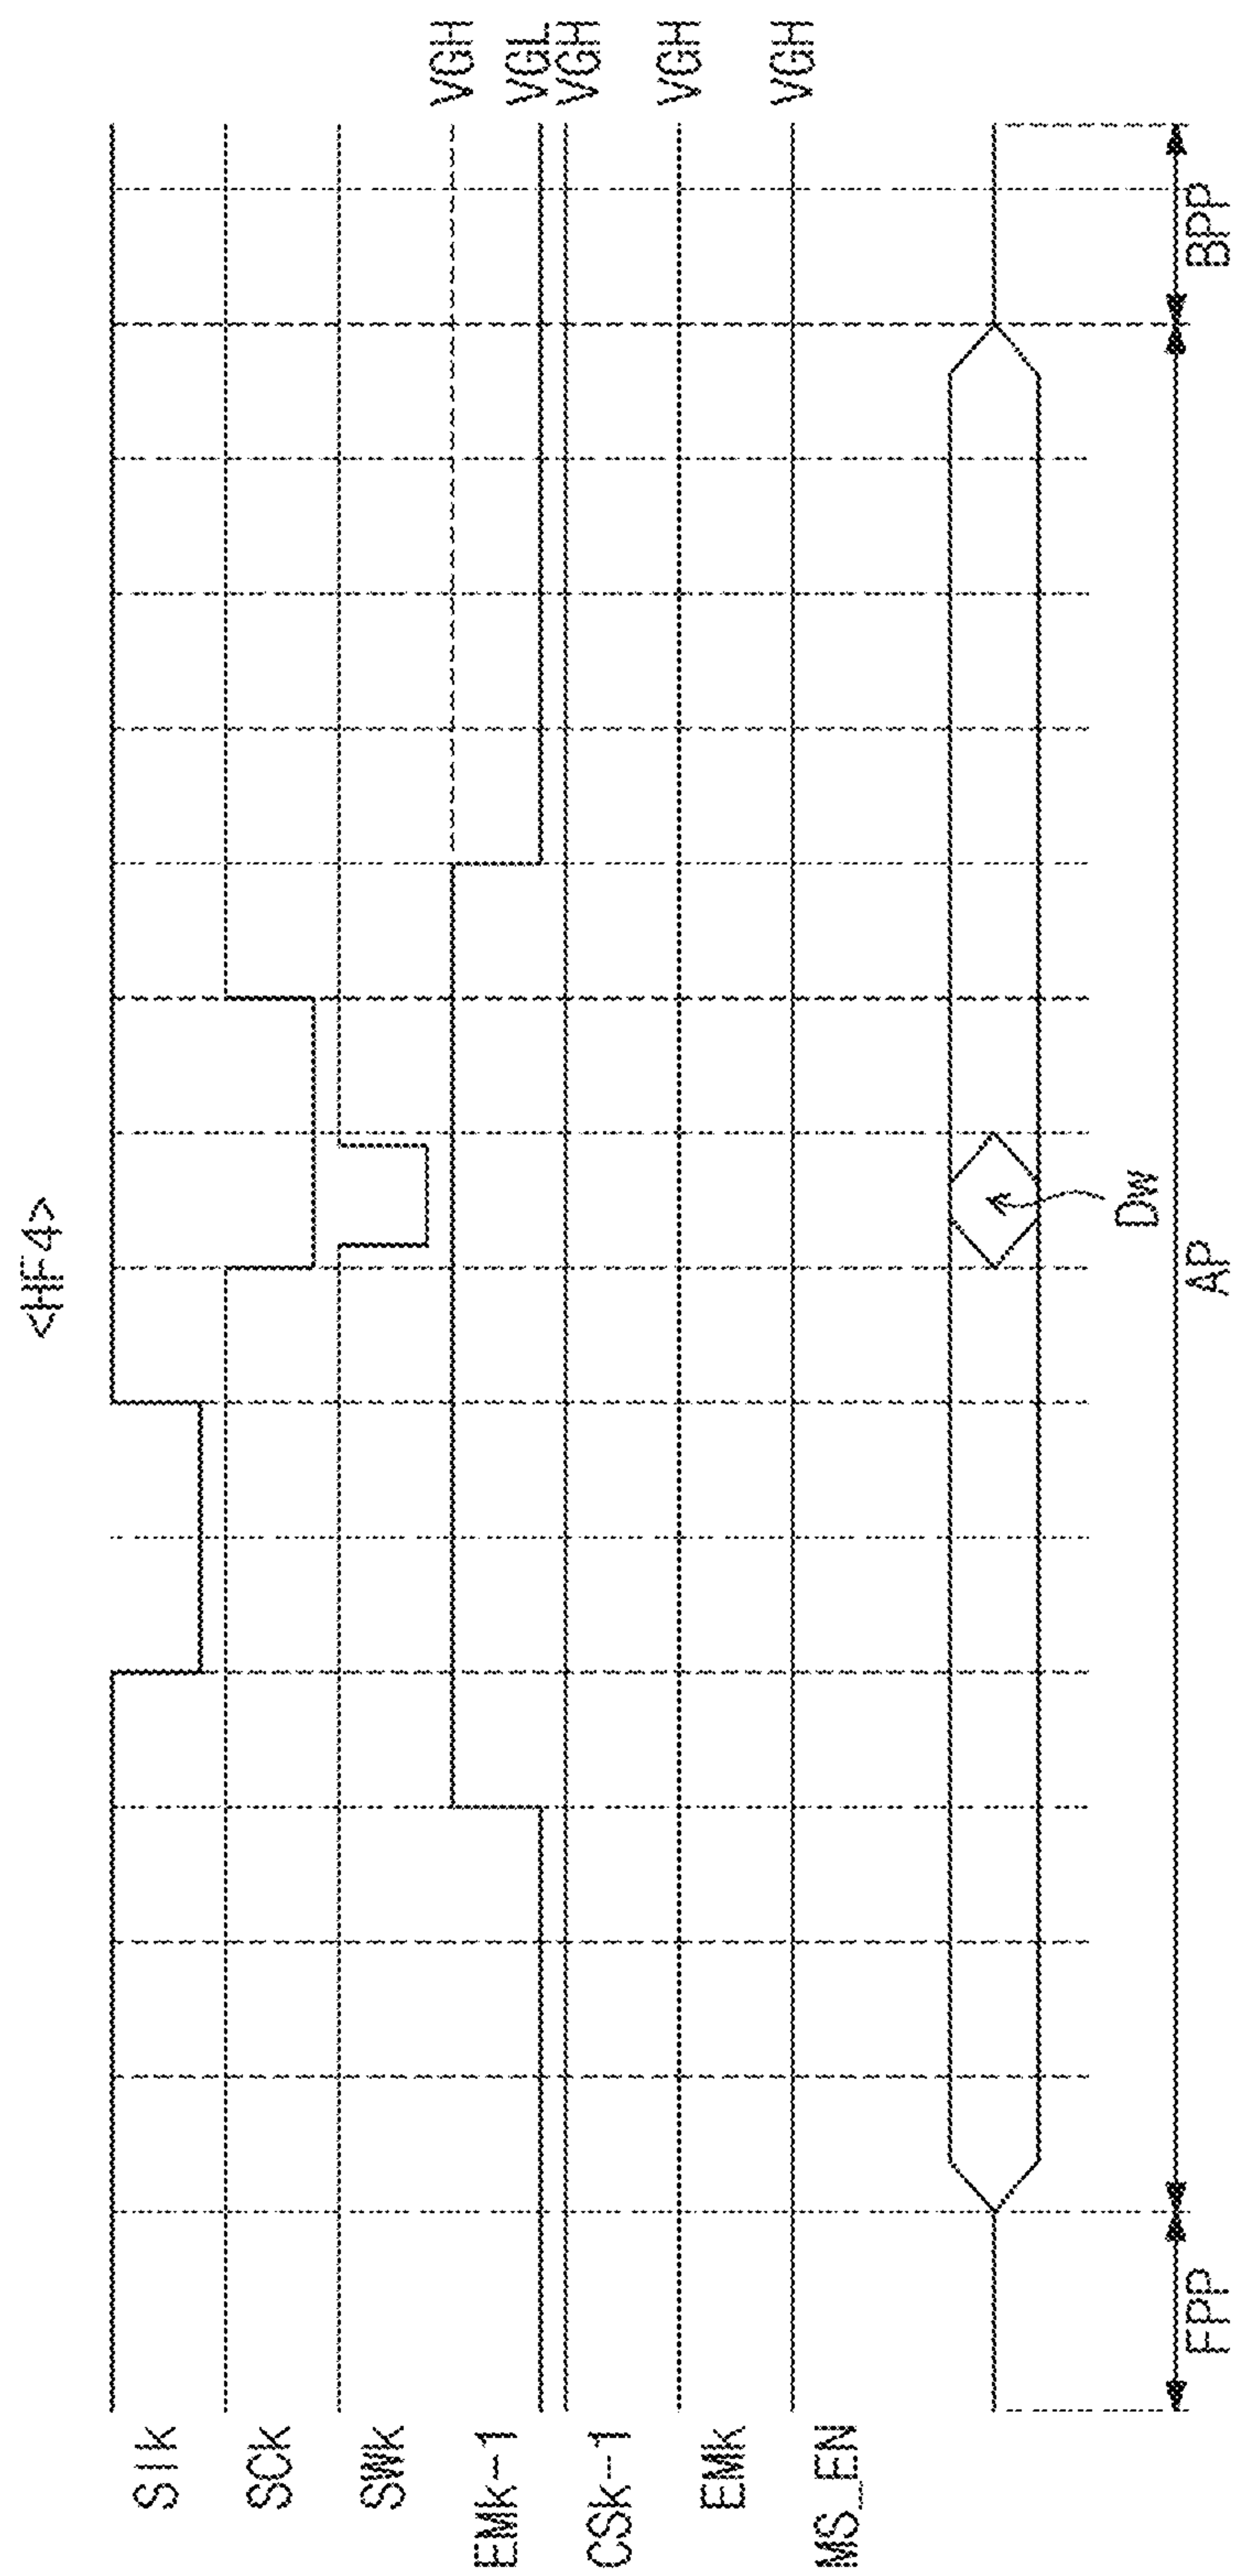 <HF4>
SIk
SCk
SWk
EMk-1
CSk-1
EMk
MS_EN
VGH
VGL
VGH
VGH
VGH
Dw
FPP
AP
BPP